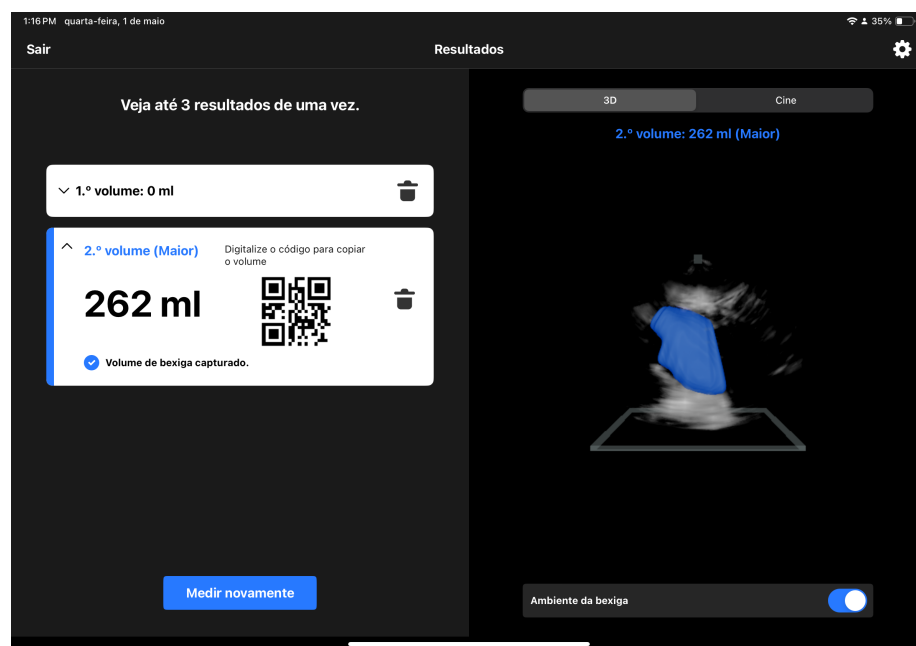 1:16 PM quarta-feira, 1 de maio
35%
Sair
Resultados
Veja até 3 resultados de uma vez.
1.º volume: 0 ml
2.º volume (Maior)
Digitalize o código para copiar
o volume
262 ml
Volume de bexiga capturado.
Medir novamente
3D
Cine
2.º volume: 262 ml (Maior)
Ambiente da bexiga